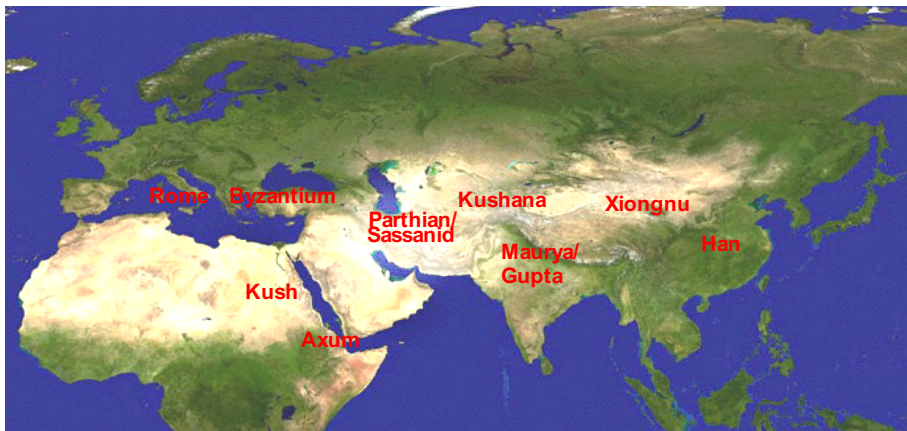 Rome
Byzantium
Kushana
Xiongnu
Parthian/
Sassanid
Maurya/
Gupta
Han
Kush
Axum